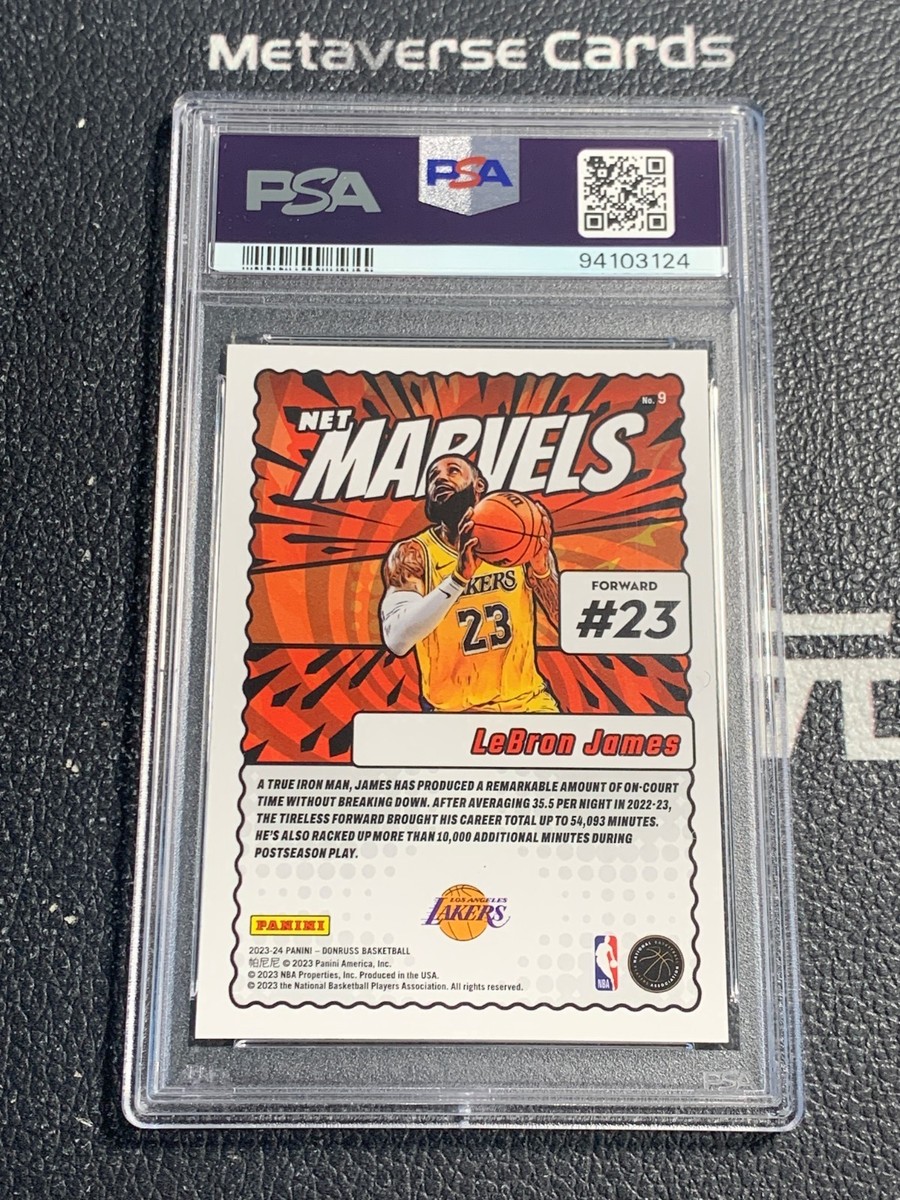 Metaverse Cards
PSA
PSA
94103124
No. 9
NET
MARVELS
KERS
23
FORWARD
#23
LeBron James
A TRUE IRON MAN, JAMES HAS PRODUCED A REMARKABLE AMOUNT OF ON-COURT
TIME WITHOUT BREAKING DOWN. AFTER AVERAGING 35.5 PER NIGHT IN 2022-23,
THE TIRELESS FORWARD BROUGHT HIS CAREER TOTAL UP TO 54,093 MINUTES.
HE'S ALSO RACKED UP MORE THAN 10,000 ADDITIONAL MINUTES DURING
POSTSEASON PLAY.
LOS ANGELES
LAKERS
PANINI
2023-24 PANINI – DONRUSS BASKETBALL
帕尼尼 © 2023 Panini America, Inc.
© 2023 NBA Properties, Inc. Produced in the USA.
© 2023 the National Basketball Players Association. All rights reserved.
NBA
PSA